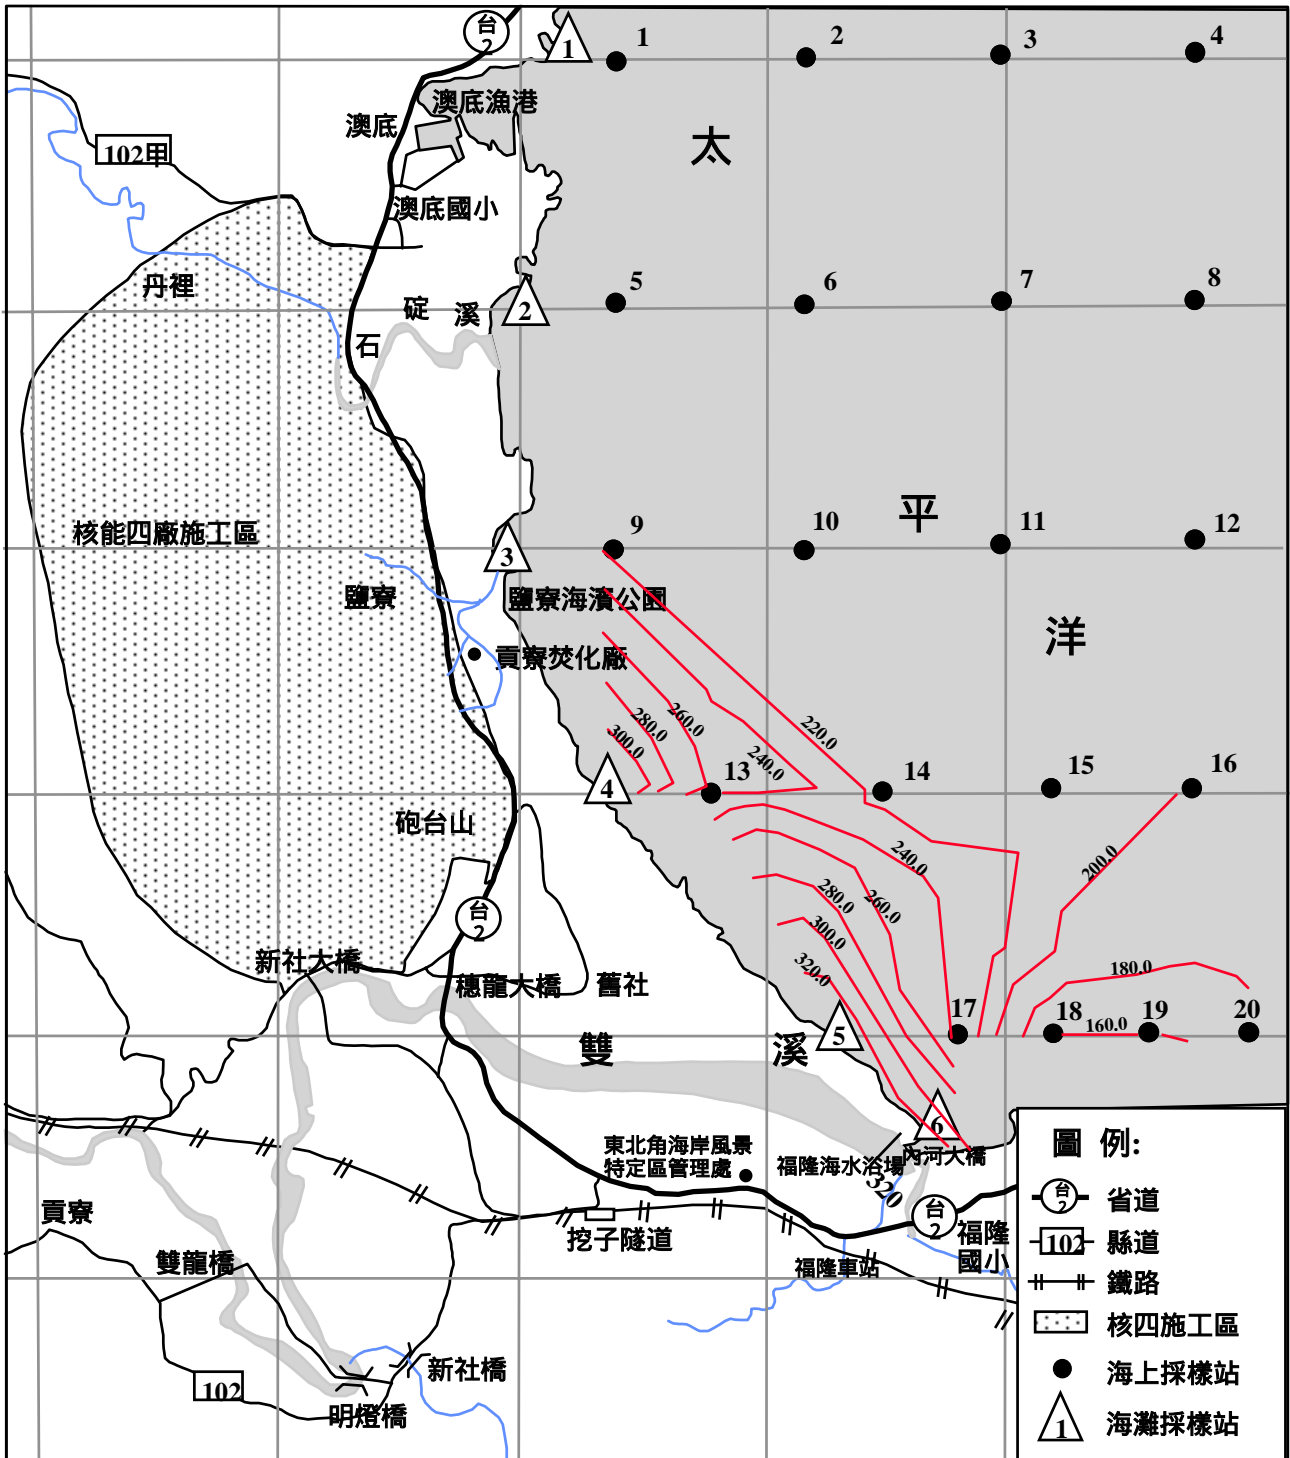 台
2
1
1
2
3
4
澳底漁港
澳底
太
102甲
澳底國小
丹裡
碇
溪
石
2
5
6
7
8
平
核能四廠施工區
3
9
10
11
12
鹽寮
鹽寮海濱公園
洋
貢寮焚化廠
300.0
280.0
260.0
240.0
220.0
4
13
14
15
16
砲台山
240.0
200.0
280.0
260.0
300.0
320.0
180.0
台
2
新社大橋
穗龍大橋
舊社
雙
溪
5
17
18
160.0
19
20
6
東北角海岸風景
特定區管理處
福隆海水浴場
內河大橋
320
台
2
福隆
國小
貢寮
雙龍橋
挖子隧道
福隆車站
102
新社橋
明燈橋
圖 例:
台
2
省道
102
縣道
鐵路
核四施工區
海上採樣站
1
海灘採樣站